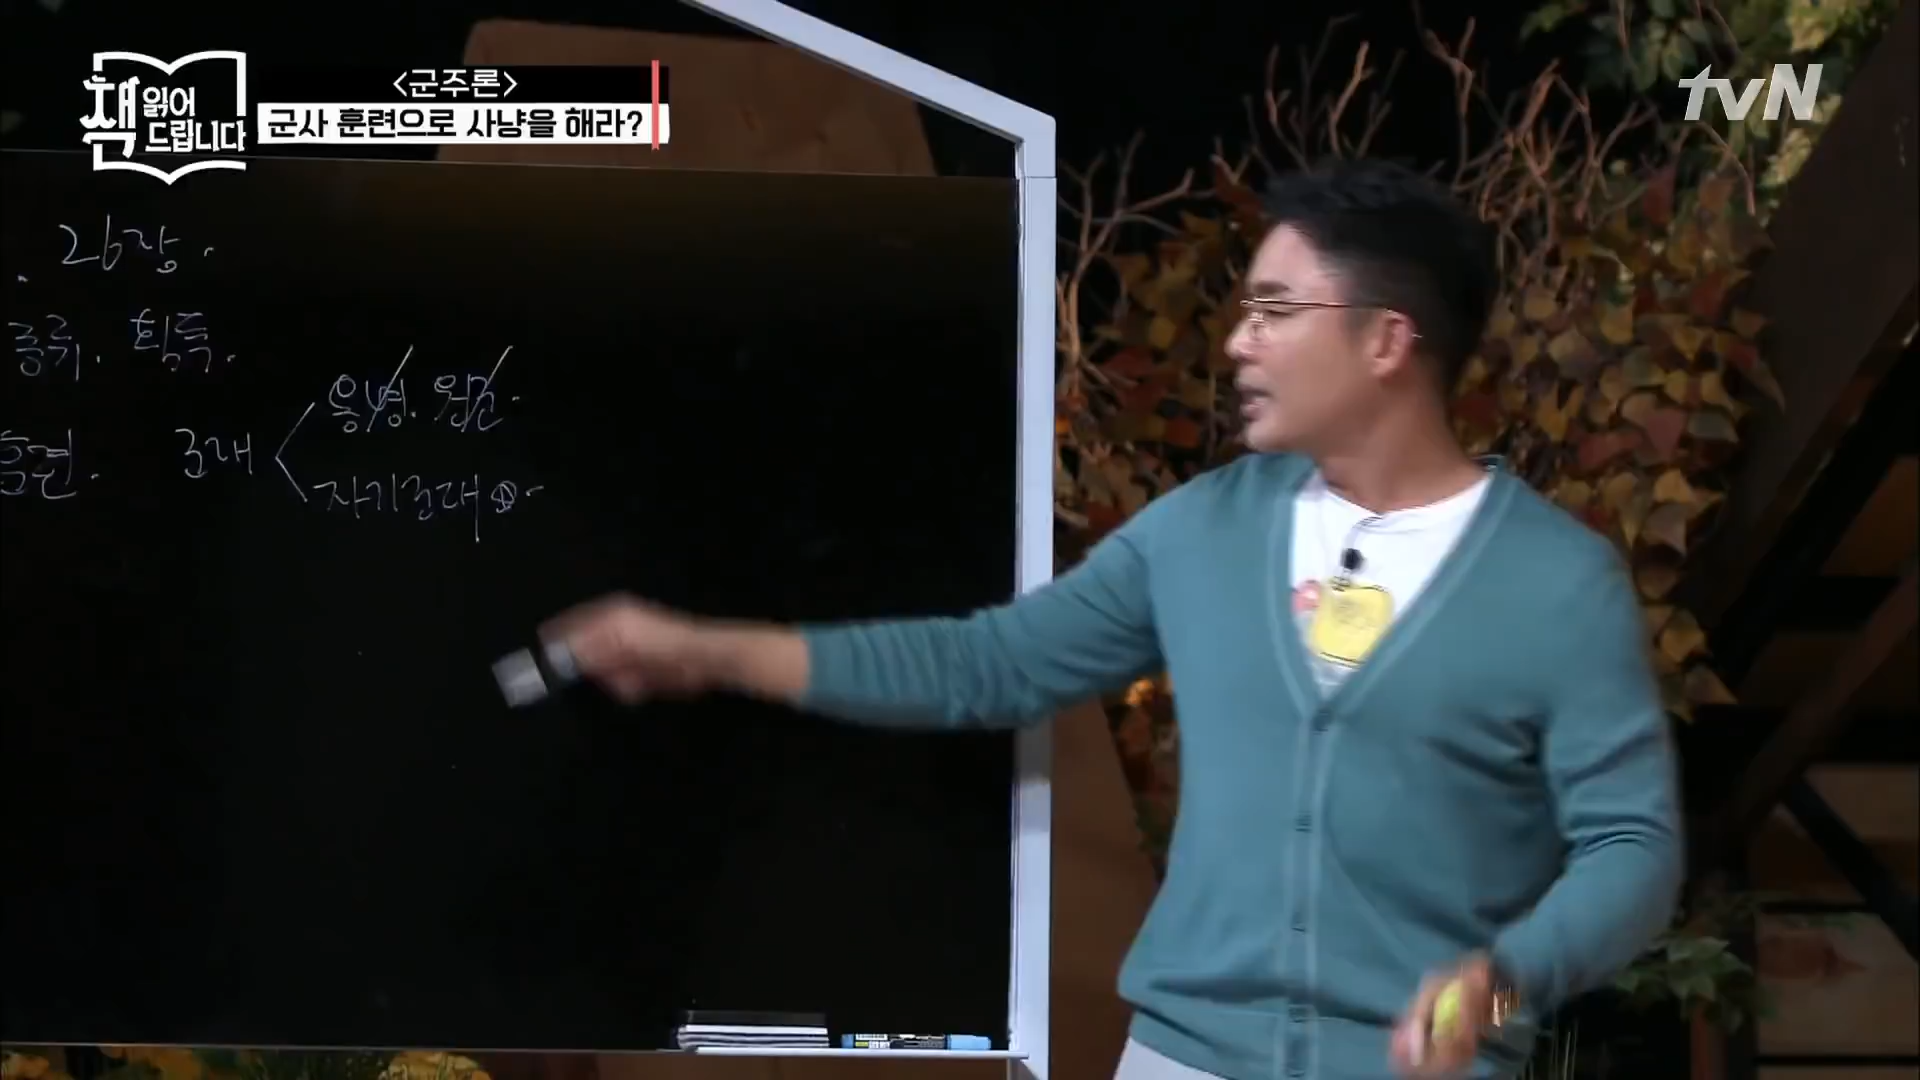 책 읽어
드립니다
<군주론>
군사 훈련으로 사냥을 해라?
tvN
26장.
종류. 획득.
용병. 원군.
훈련. 군대
자기군대